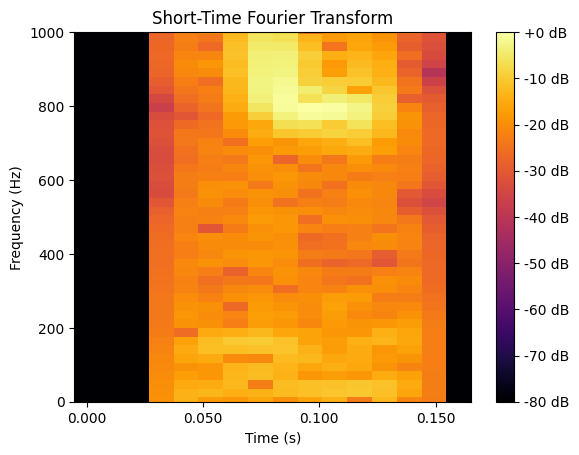 Short-Time Fourier Transform
Frequency (Hz)
1000
800
600
400
200
0
0.000
0.050
0.100
0.150
Time (s)
+0 dB
-10 dB
-20 dB
-30 dB
-40 dB
-50 dB
-60 dB
-70 dB
-80 dB